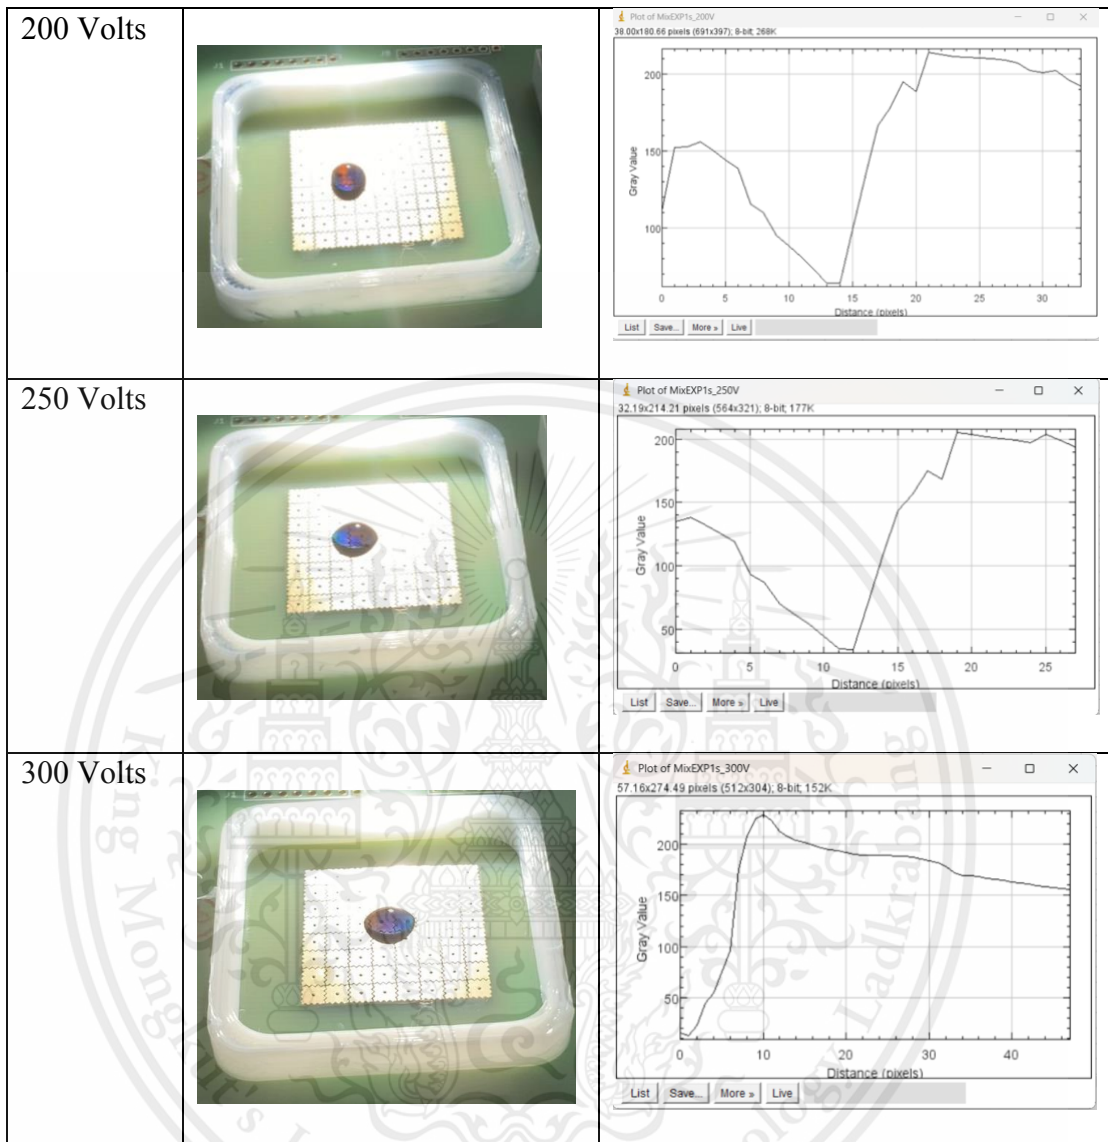 200 Volts
Plot of MixEXP1s_200V
38.00x180.66 pixels (691x397); 8-bit; 268K
200
150
100
Gray Value
0 5 10 15 20 25 30
Distance (pixels)
List Save... More » Live
250 Volts
Plot of MixEXP1s_250V
32.19x214.21 pixels (564x321); 8-bit; 177K
200
150
100
50
Gray Value
0 5 10 15 20 25
Distance (pixels)
List Save... More » Live
300 Volts
Plot of MixEXP1s_300V
57.16x274.49 pixels (512x304); 8-bit; 152K
200
150
100
50
Gray Value
0 10 20 30 40
Distance (pixels)
List Save... More » Live
King Mongkut's
Ladkrabang